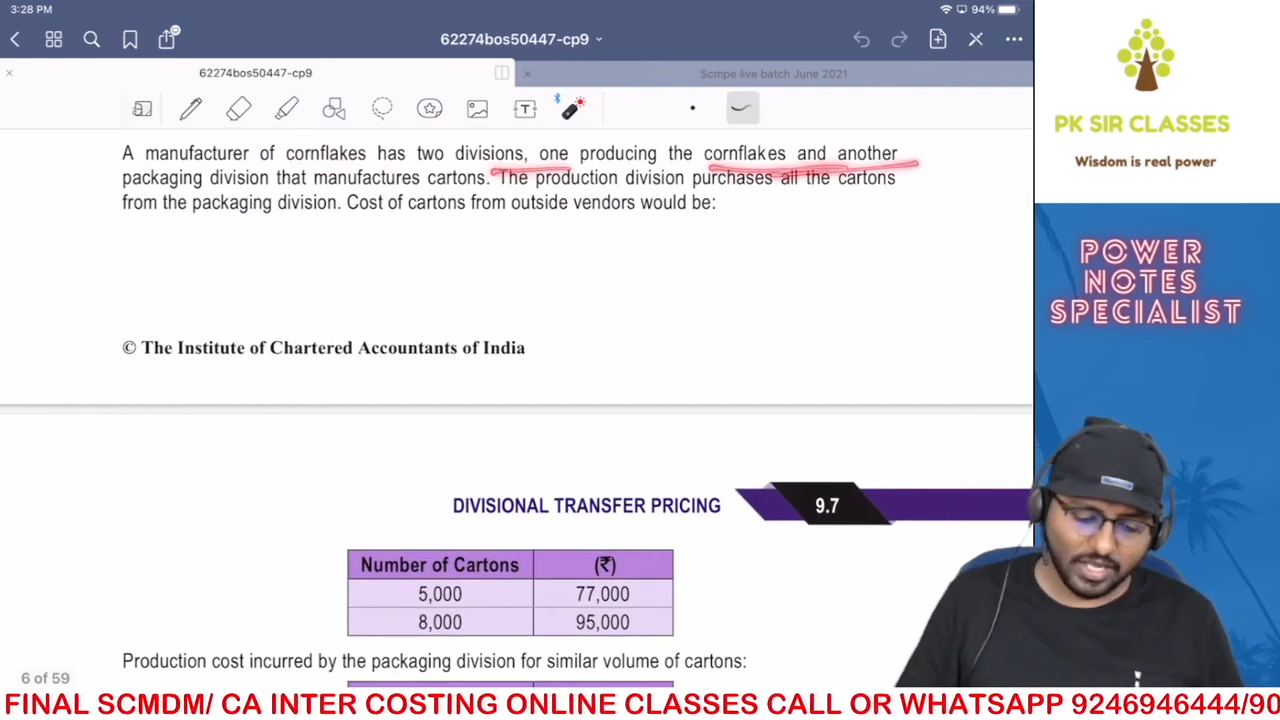 3:28 PM
94%
62274bos50447-cp9
62274bos50447-cp9
Scmpe live batch June 2021
T
A manufacturer of cornflakes has two divisions, one producing the cornflakes and another
packaging division that manufactures cartons. The production division purchases all the cartons
from the packaging division. Cost of cartons from outside vendors would be:
© The Institute of Chartered Accountants of India
DIVISIONAL TRANSFER PRICING
9.7
Number of Cartons (₹)
5,000 77,000
8,000 95,000
Production cost incurred by the packaging division for similar volume of cartons:
6 of 59
PK SIR CLASSES
Wisdom is real power
POWER
NOTES
SPECIALIST
FINAL SCMDM/ CA INTER COSTING ONLINE CLASSES CALL OR WHATSAPP 9246946444/90